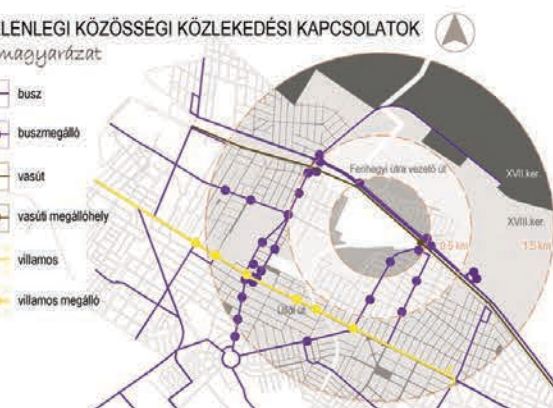 LENLEGI KÖZÖSSÉGI KÖZLEKEDÉSI KAPCSOLATOK
magyarázat
busz
buszmegálló
vasút
vasúti megállóhely
villamos
villamos megálló
Ferihegyi útra vezető út
XVII.ker.
XVIII.ker.
0.5 km
1.5 km
Üllői út